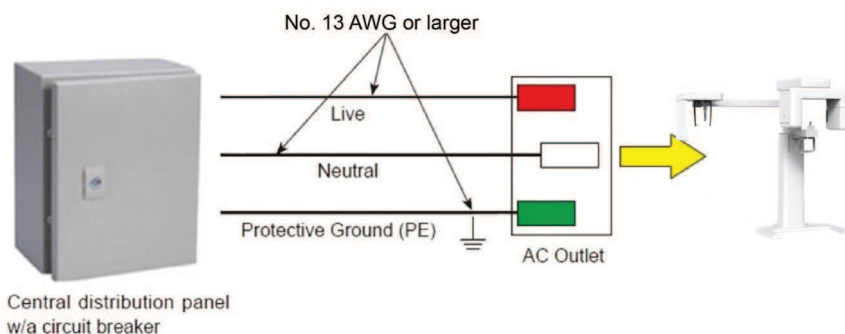 No. 13 AWG or larger
Live
Neutral
Protective Ground (PE)
AC Outlet
Central distribution panel
w/a circuit breaker